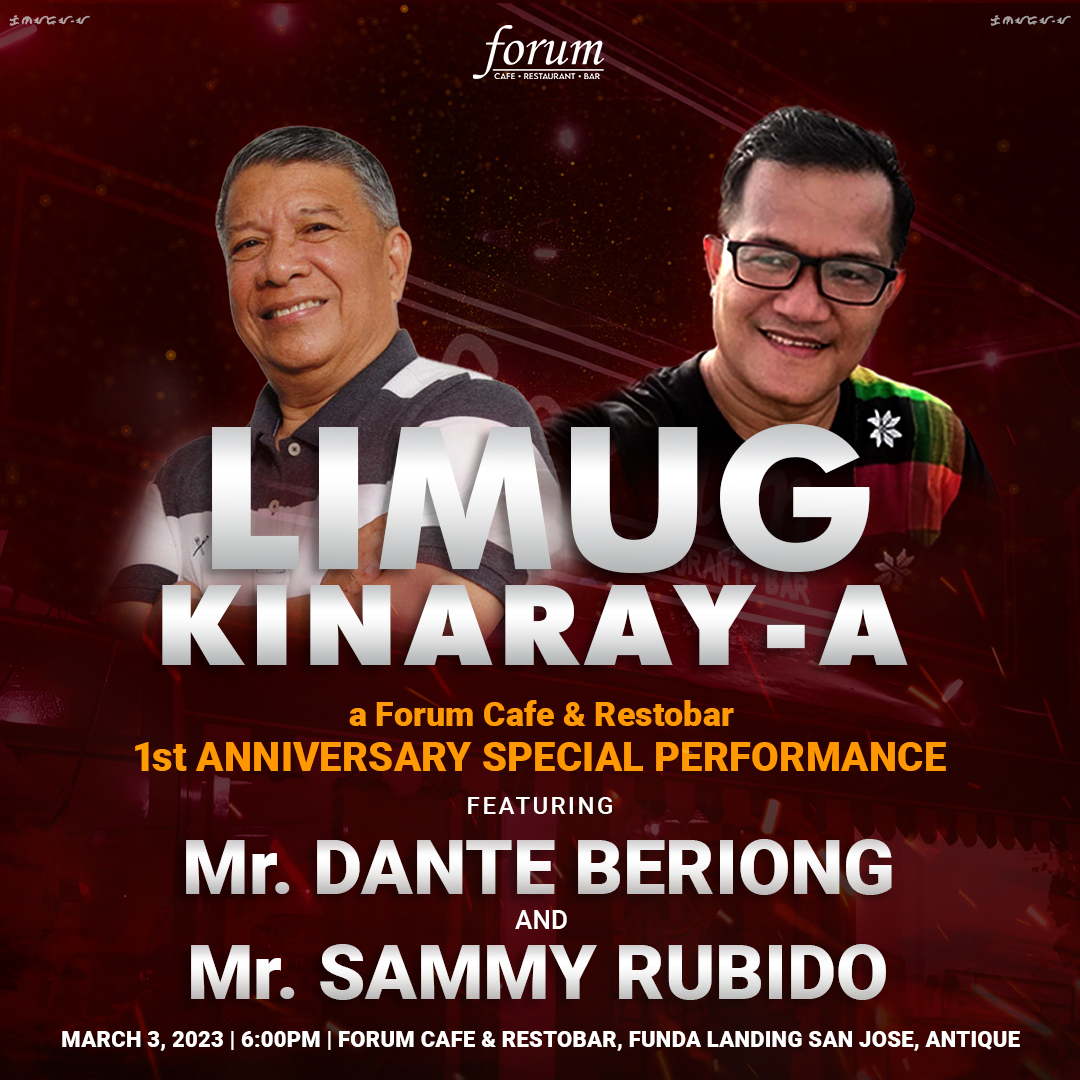 forum
CAFE • RESTAURANT • BAR
LIMUG
KINARAY-A
a Forum Cafe & Restobar
1st ANNIVERSARY SPECIAL PERFORMANCE
FEATURING
Mr. DANTE BERIONG
AND
Mr. SAMMY RUBIDO
MARCH 3, 2023 | 6:00PM | FORUM CAFE & RESTOBAR, FUNDA LANDING SAN JOSE, ANTIQUE